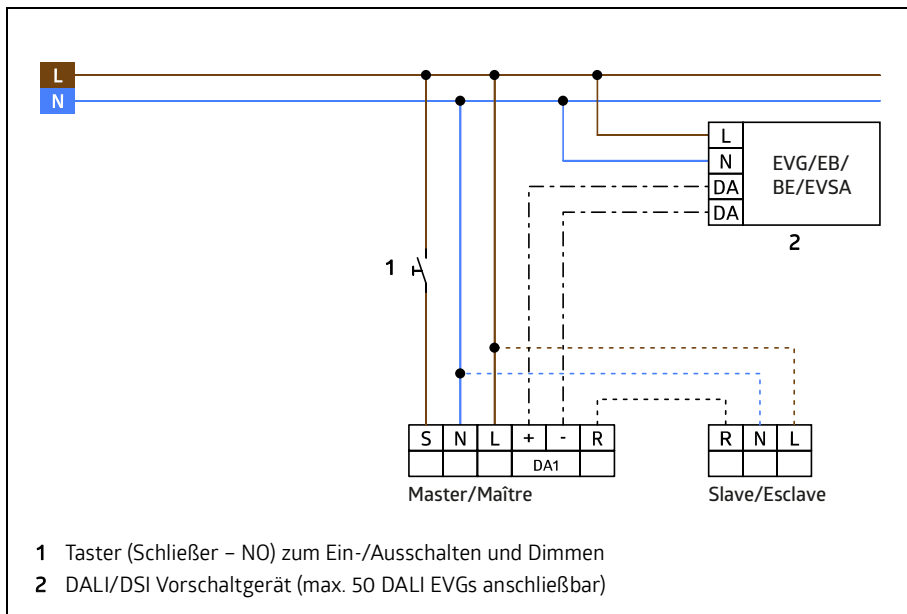 L
N
L
N
DA
DA
EVG/EB/
BE/EVSA
2
1
S N L + - R
DA1
Master/Maître
R N L
Slave/Esclave
1 Taster (Schließer – NO) zum Ein-/Ausschalten und Dimmen
2 DALI/DSI Vorschaltgerät (max. 50 DALI EVGs anschließbar)